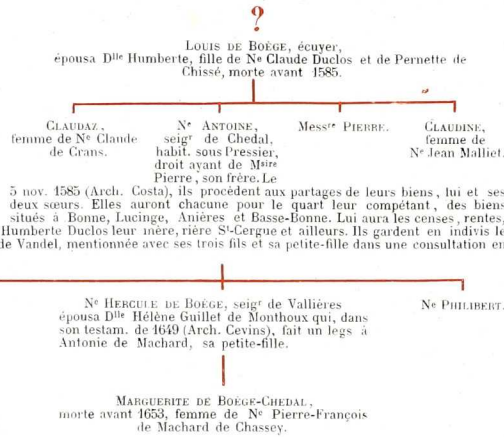 ?
LOUIS DE BOËGE, écuyer,
épousa Dlle Humberte, fille de Ne Claude Duclos et de Pernette de
Chissé, morte avant 1585.
CLAUDAZ,
femme de Ne Claude
de Crans.
Ne ANTOINE,
seigr de Chedal,
habit. sous Pressier,
droit ayant de Msire
Pierre, son frère. Le
Messre PIERRE.
CLAUDINE,
femme de
Ne Jean Malliet.
5 nov. 1585 (Arch. Costa), ils procèdent aux partages de leurs biens, lui et ses
deux sœurs. Elles auront chacune pour le quart leur compétant, des biens
situés à Bonne, Lucinge, Anières et Basse-Bonne. Lui aura les censes, rentes,
Humberte Duclos leur mère, rière St-Cergue et ailleurs. Ils gardent en indivis le
de Vandel, mentionnée avec ses trois fils et sa petite-fille dans une consultation en
Ne HERCULE DE BOËGE, seigr de Vallières
épousa Dlle Hélène Guillet de Monthoux qui, dans
son testam. de 1649 (Arch. Cevins), fait un legs à
Antonie de Machard, sa petite-fille.
Ne PHILIBERT.
MARGUERITE DE BOËGE-CHEDAL,
morte avant 1653, femme de Ne Pierre-François
de Machard de Chassey.